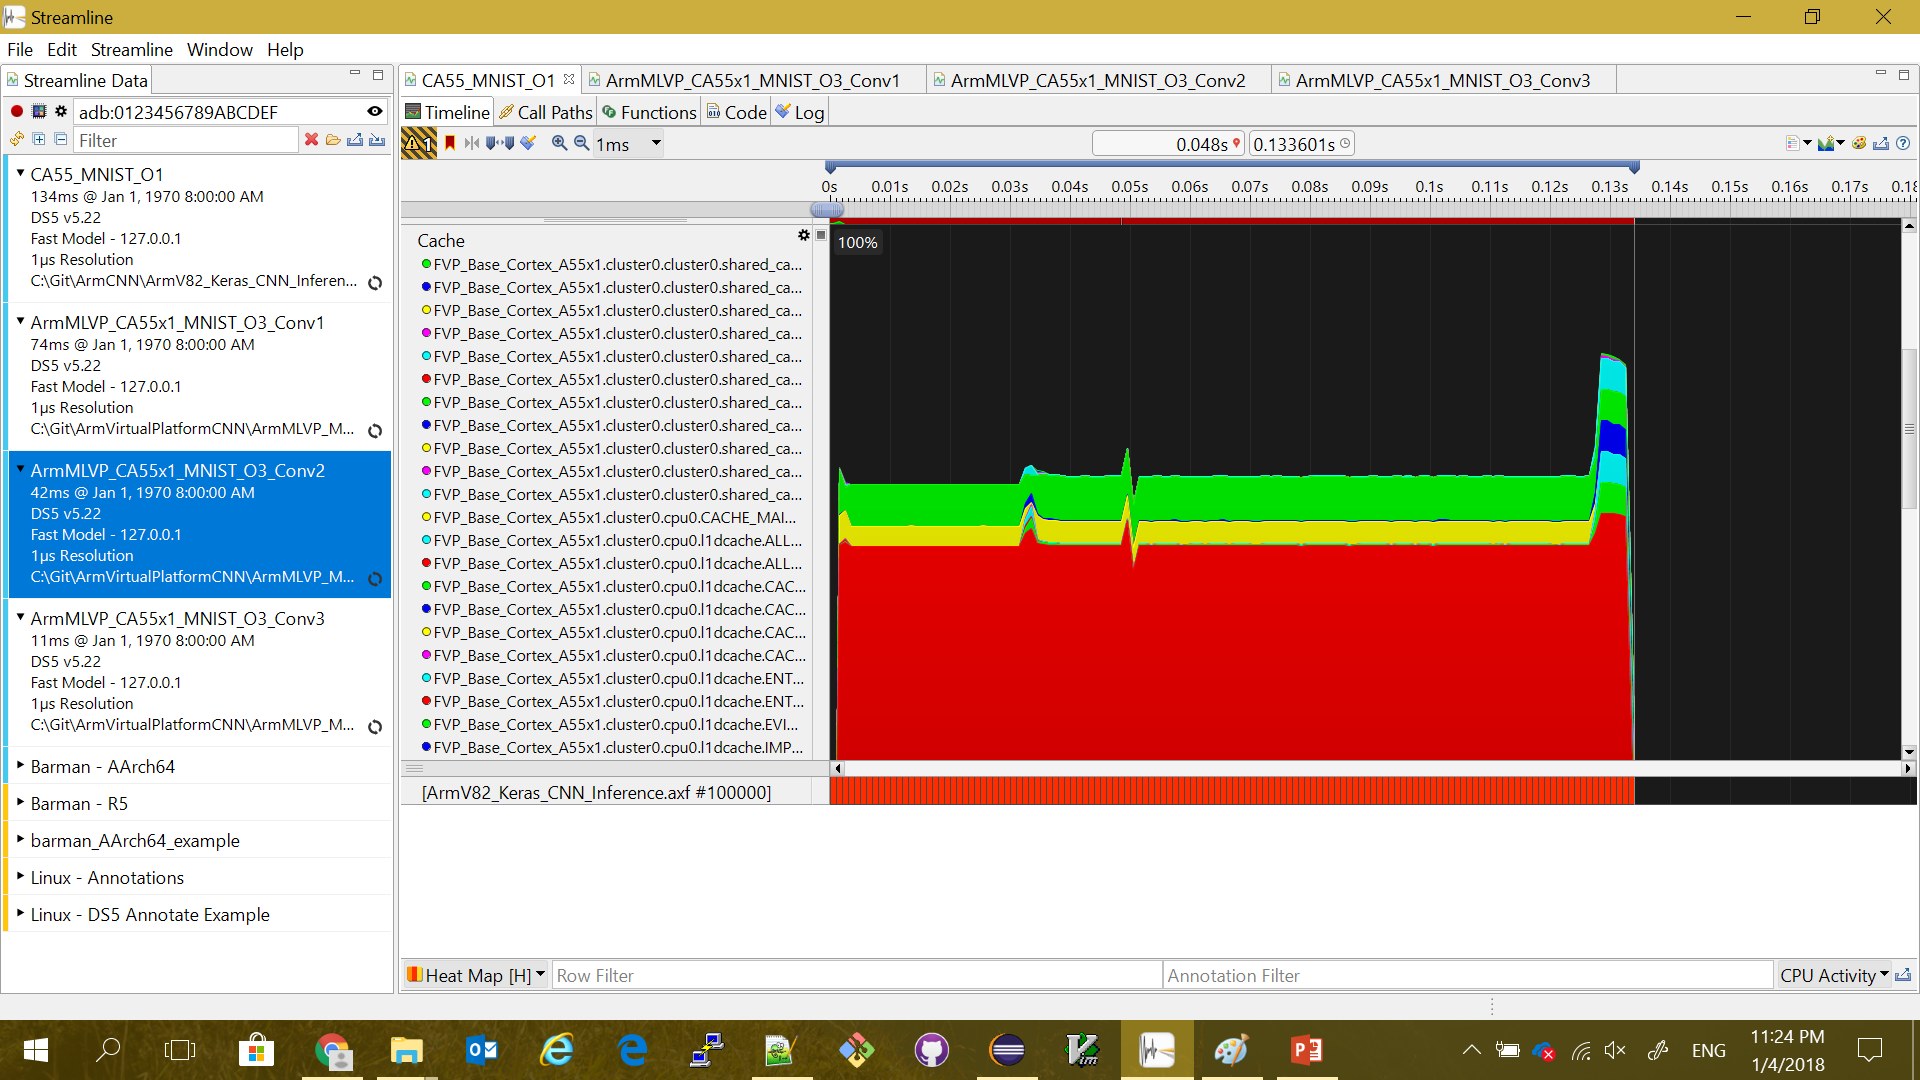 Streamline
File Edit Streamline Window Help
Streamline Data
adb:0123456789ABCDEF
Filter
CA55_MNIST_O1
134ms @ Jan 1, 1970 8:00:00 AM
DS5 v5.22
Fast Model - 127.0.0.1
1µs Resolution
C:\Git\ArmCNN\ArmV82_Keras_CNN_Inferen...
ArmMLVP_CA55x1_MNIST_O3_Conv1
74ms @ Jan 1, 1970 8:00:00 AM
DS5 v5.22
Fast Model - 127.0.0.1
1µs Resolution
C:\Git\ArmVirtualPlatformCNN\ArmMLVP_M...
ArmMLVP_CA55x1_MNIST_O3_Conv2
42ms @ Jan 1, 1970 8:00:00 AM
DS5 v5.22
Fast Model - 127.0.0.1
1µs Resolution
C:\Git\ArmVirtualPlatformCNN\ArmMLVP_M...
ArmMLVP_CA55x1_MNIST_O3_Conv3
11ms @ Jan 1, 1970 8:00:00 AM
DS5 v5.22
Fast Model - 127.0.0.1
1µs Resolution
C:\Git\ArmVirtualPlatformCNN\ArmMLVP_M...
Barman - AArch64
Barman - R5
barman_AArch64_example
Linux - Annotations
Linux - DS5 Annotate Example
CA55_MNIST_O1 ArmMLVP_CA55x1_MNIST_O3_Conv1 ArmMLVP_CA55x1_MNIST_O3_Conv2 ArmMLVP_CA55x1_MNIST_O3_Conv3
Timeline Call Paths Functions Code Log
1 1ms 0.048s 0.133601s
0s 0.01s 0.02s 0.03s 0.04s 0.05s 0.06s 0.07s 0.08s 0.09s 0.1s 0.11s 0.12s 0.13s 0.14s 0.15s 0.16s 0.17s 0.18
Cache
100%
FVP_Base_Cortex_A55x1.cluster0.cluster0.shared_ca...
FVP_Base_Cortex_A55x1.cluster0.cluster0.shared_ca...
FVP_Base_Cortex_A55x1.cluster0.cluster0.shared_ca...
FVP_Base_Cortex_A55x1.cluster0.cluster0.shared_ca...
FVP_Base_Cortex_A55x1.cluster0.cluster0.shared_ca...
FVP_Base_Cortex_A55x1.cluster0.cluster0.shared_ca...
FVP_Base_Cortex_A55x1.cluster0.cluster0.shared_ca...
FVP_Base_Cortex_A55x1.cluster0.cluster0.shared_ca...
FVP_Base_Cortex_A55x1.cluster0.cluster0.shared_ca...
FVP_Base_Cortex_A55x1.cluster0.cluster0.shared_ca...
FVP_Base_Cortex_A55x1.cluster0.cluster0.shared_ca...
FVP_Base_Cortex_A55x1.cluster0.cpu0.CACHE_MAI...
FVP_Base_Cortex_A55x1.cluster0.cpu0.l1dcache.ALL...
FVP_Base_Cortex_A55x1.cluster0.cpu0.l1dcache.ALL...
FVP_Base_Cortex_A55x1.cluster0.cpu0.l1dcache.CAC...
FVP_Base_Cortex_A55x1.cluster0.cpu0.l1dcache.CAC...
FVP_Base_Cortex_A55x1.cluster0.cpu0.l1dcache.CAC...
FVP_Base_Cortex_A55x1.cluster0.cpu0.l1dcache.CAC...
FVP_Base_Cortex_A55x1.cluster0.cpu0.l1dcache.ENT...
FVP_Base_Cortex_A55x1.cluster0.cpu0.l1dcache.ENT...
FVP_Base_Cortex_A55x1.cluster0.cpu0.l1dcache.EVI...
FVP_Base_Cortex_A55x1.cluster0.cpu0.l1dcache.IMP...
[ArmV82_Keras_CNN_Inference.axf #100000]
Heat Map [H] Row Filter Annotation Filter CPU Activity
ENG
11:24 PM
1/4/2018